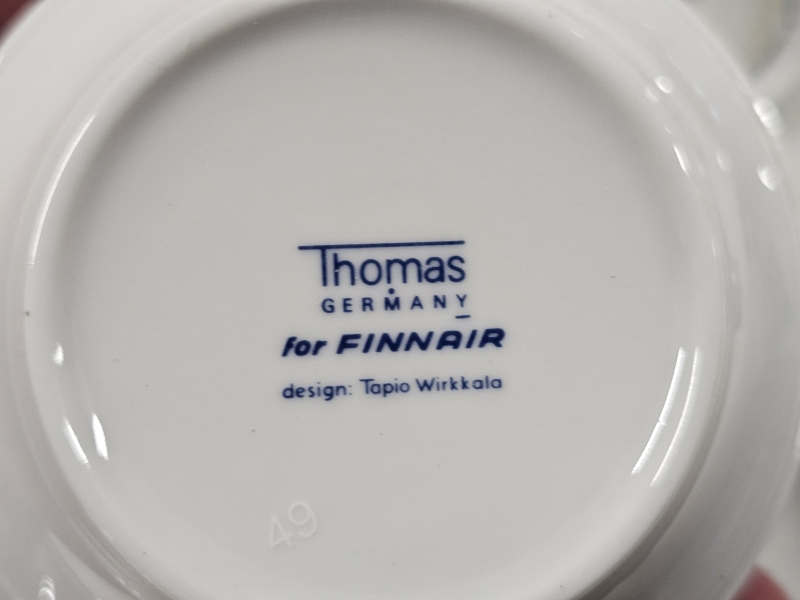 Thomas
GERMANY
for FINNAIR
design: Tapio Wirkkala
49